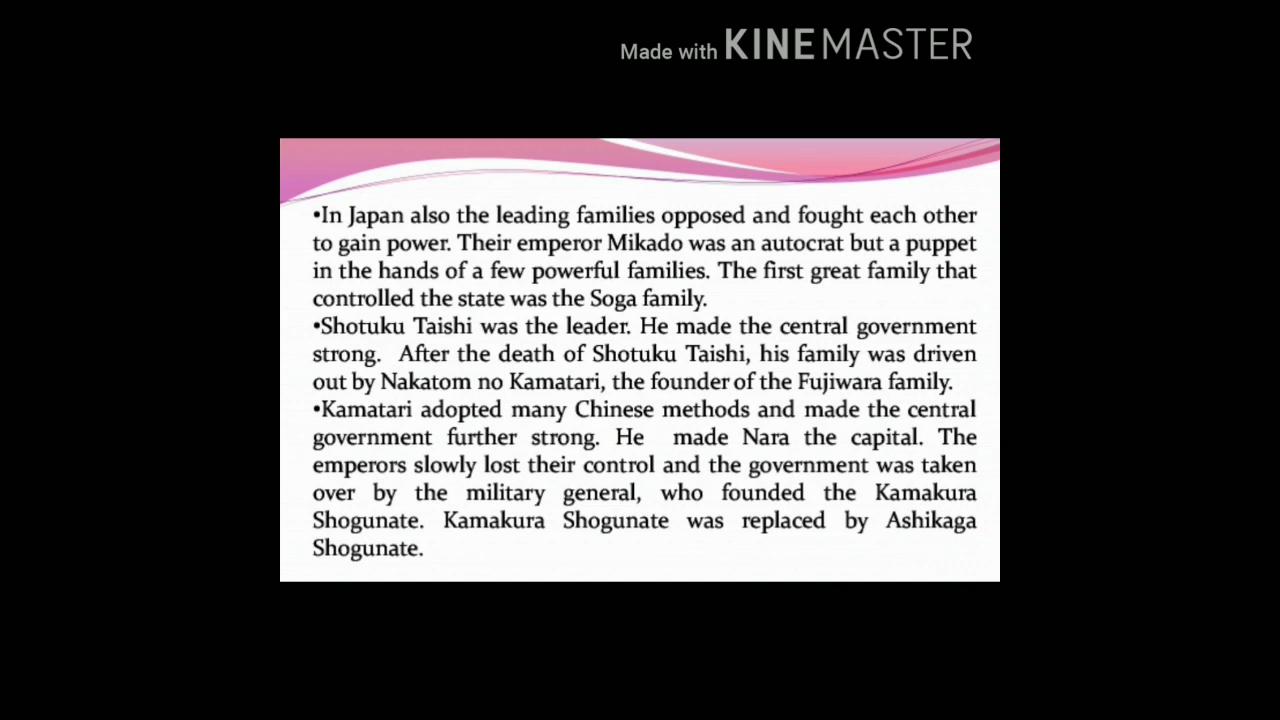 Made with KINEMASTER
•In Japan also the leading families opposed and fought each other
to gain power. Their emperor Mikado was an autocrat but a puppet
in the hands of a few powerful families. The first great family that
controlled the state was the Soga family.
•Shotuku Taishi was the leader. He made the central government
strong. After the death of Shotuku Taishi, his family was driven
out by Nakatom no Kamatari, the founder of the Fujiwara family.
•Kamatari adopted many Chinese methods and made the central
government further strong. He made Nara the capital. The
emperors slowly lost their control and the government was taken
over by the military general, who founded the Kamakura
Shogunate. Kamakura Shogunate was replaced by Ashikaga
Shogunate.